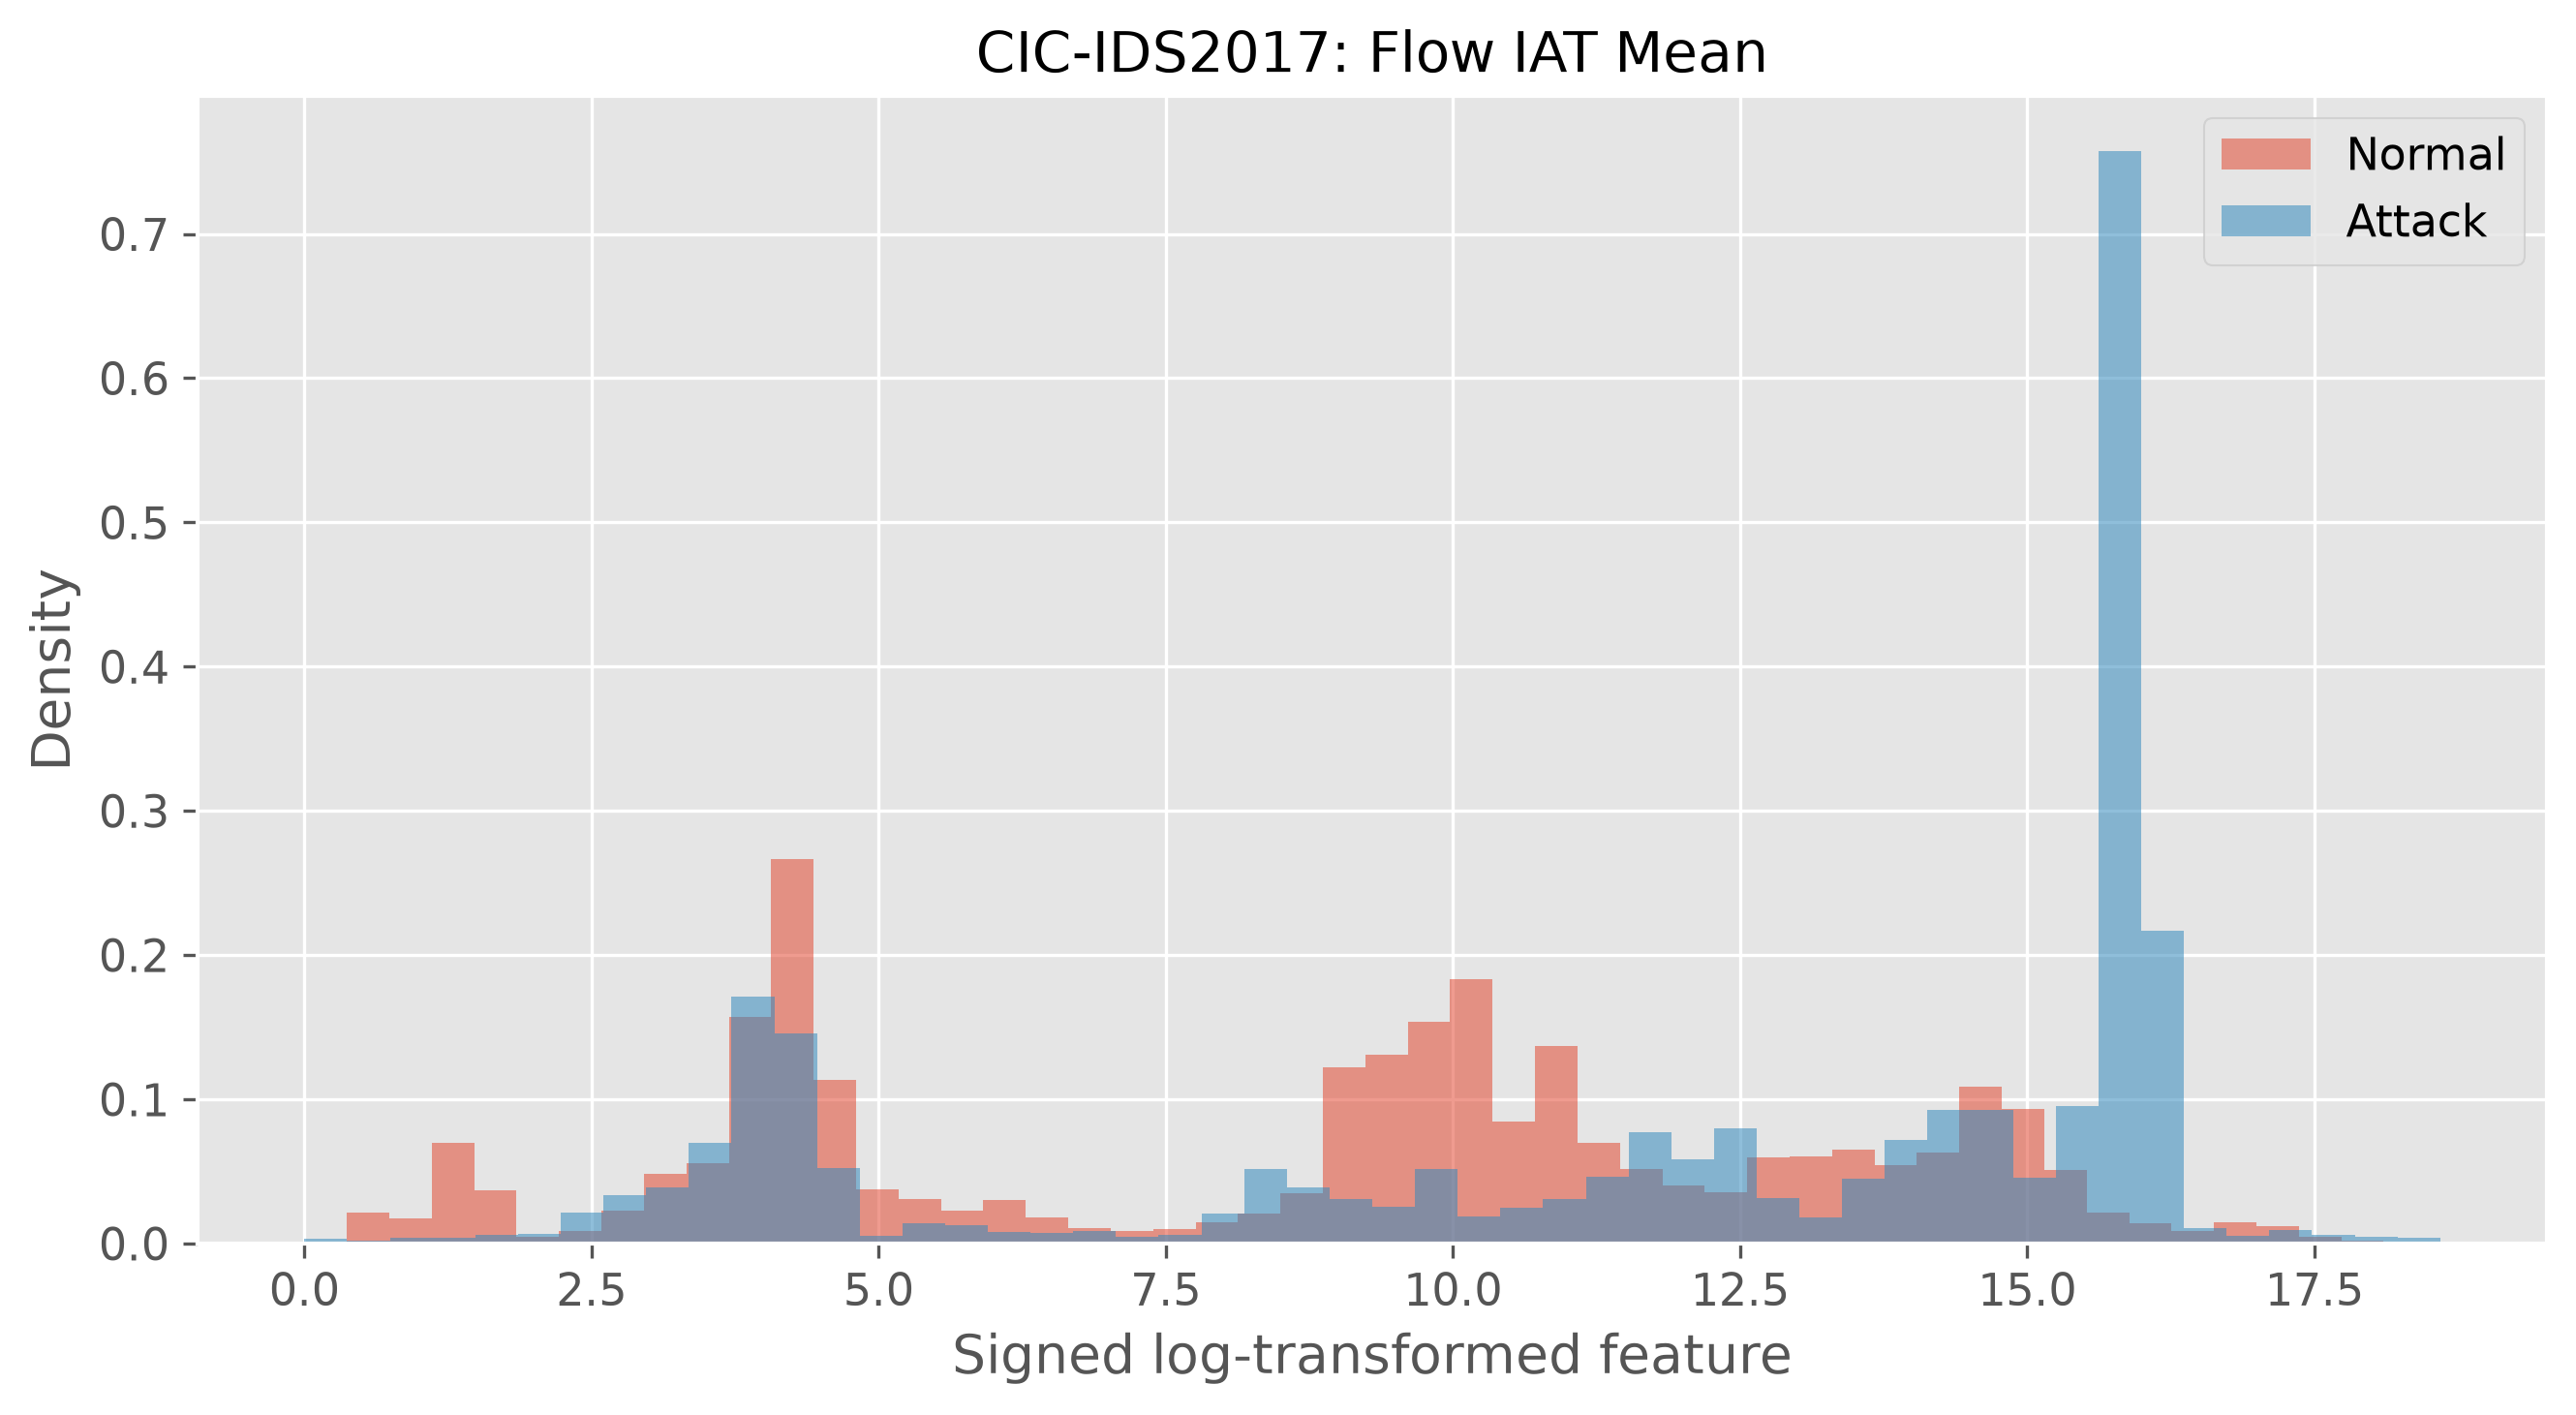 CIC-IDS2017: Flow IAT Mean
Normal
Attack
Density
0.7
0.6
0.5
0.4
0.3
0.2
0.1
0.0
0.0 2.5 5.0 7.5 10.0 12.5 15.0 17.5
Signed log-transformed feature